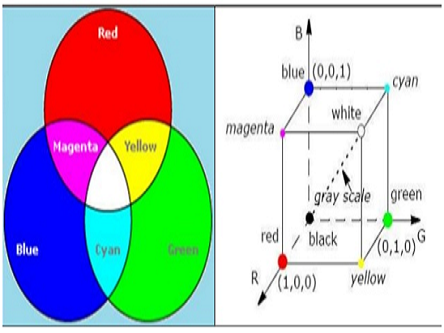 Red
Magenta
Yellow
Blue
Cyan
Green
B
blue (0,0,1)
cyan
white
magenta
gray scale
green
black
G
red
(0,1,0)
R
(1,0,0)
yellow